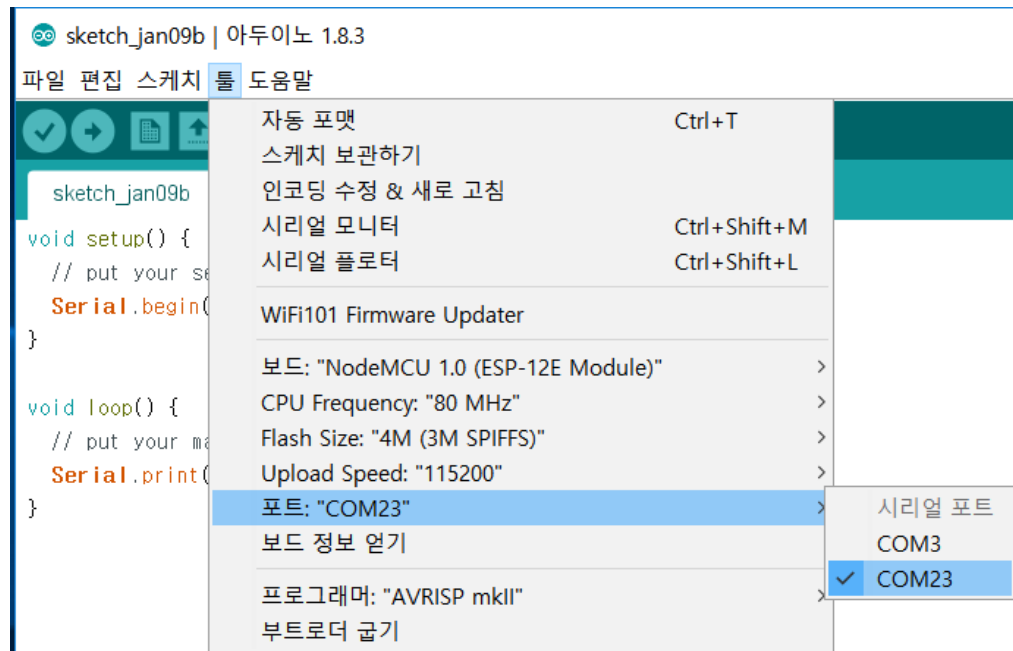 sketch_jan09b | 아두이노 1.8.3
파일 편집 스케치 툴 도움말
자동 포맷 Ctrl+T
스케치 보관하기
인코딩 수정 & 새로 고침
시리얼 모니터 Ctrl+Shift+M
시리얼 플로터 Ctrl+Shift+L
WiFi101 Firmware Updater
보드: "NodeMCU 1.0 (ESP-12E Module)"
CPU Frequency: "80 MHz"
Flash Size: "4M (3M SPIFFS)"
Upload Speed: "115200"
포트: "COM23"
보드 정보 얻기
프로그래머: "AVRISP mkII"
부트로더 굽기
시리얼 포트
COM3
COM23
sketch_jan09b
void setup() {
// put your
Serial.begin(
}
void loop() {
// put your
Serial.print(
}